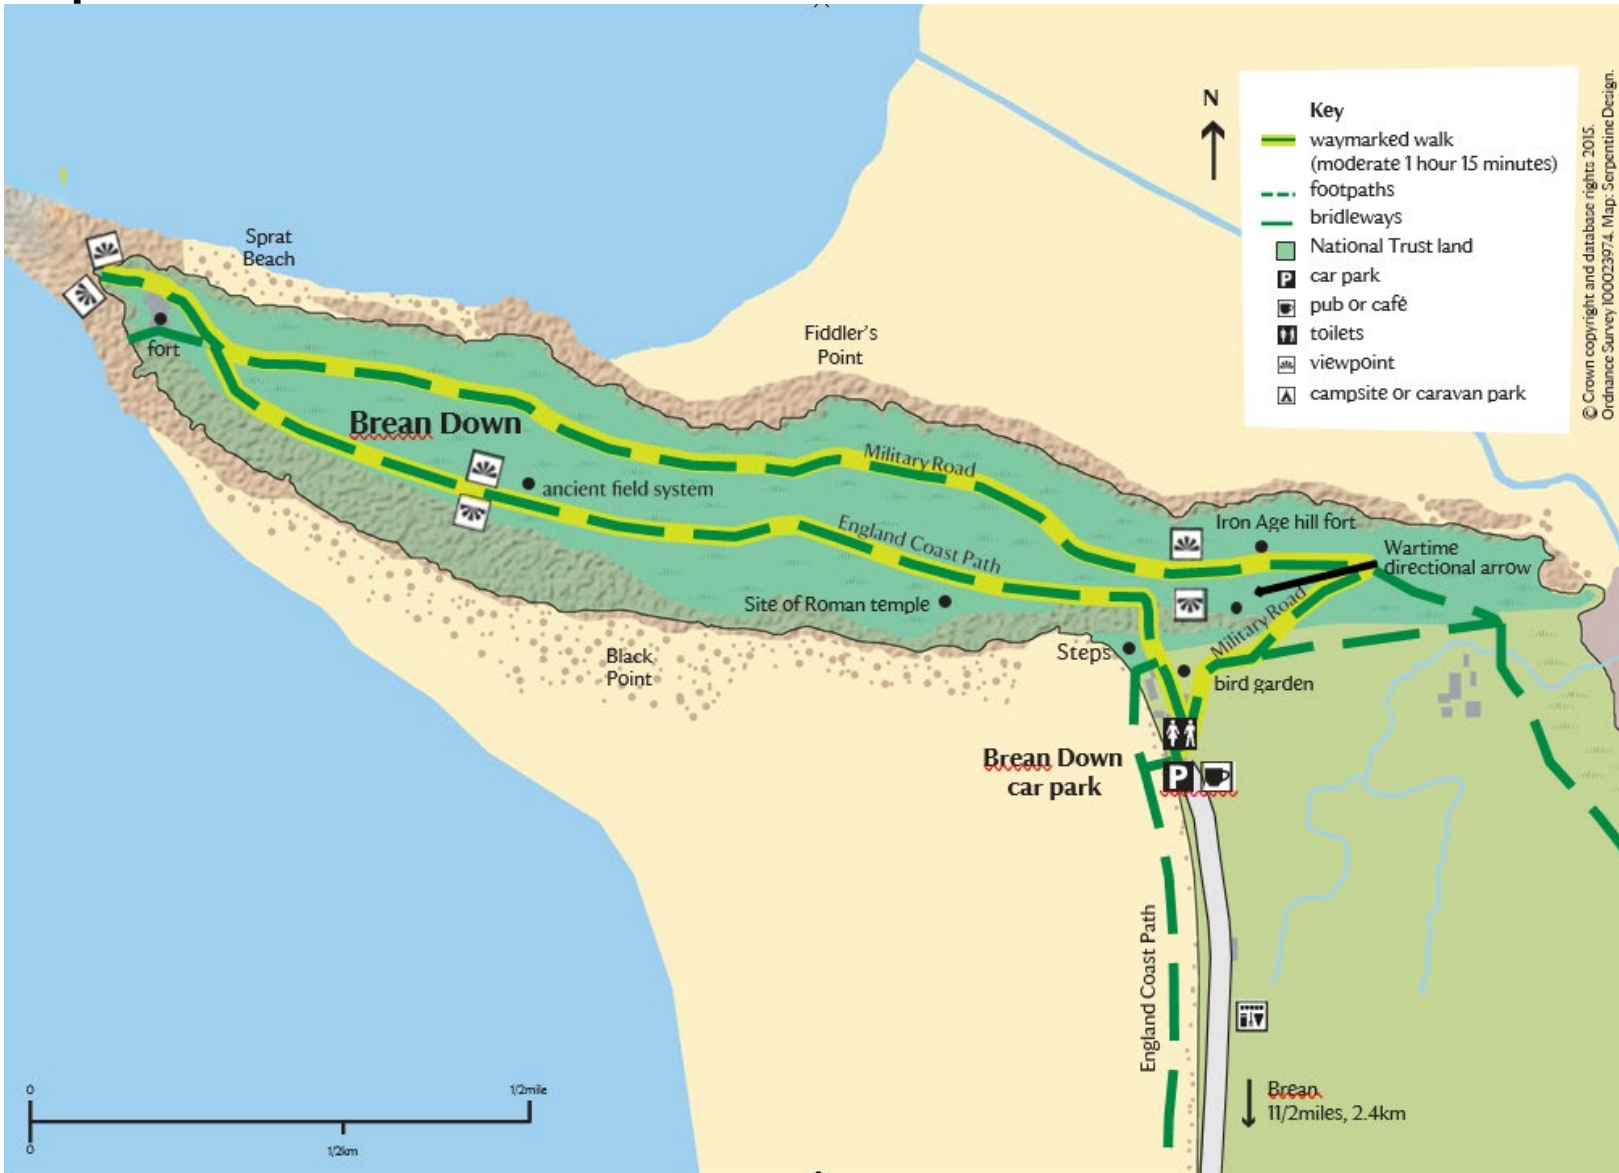 N
Key
waymarked walk
(moderate 1 hour 15 minutes)
footpaths
bridleways
National Trust land
P car park
pub or café
toilets
viewpoint
campsite or caravan park
© Crown copyright and database rights 2015.
Ordnance Survey 100023974. Map: Serpentine Design.
Sprat
Beach
Fiddler's
Point
fort
Brean Down
ancient field system
Military Road
England Coast Path
Iron Age hill fort
Wartime
directional arrow
Site of Roman temple
Military Road
Steps
Black
Point
bird garden
Brean Down
car park
P
England Coast Path
Brean
11/2miles, 2.4km
0
1/2mile
0
1/2km